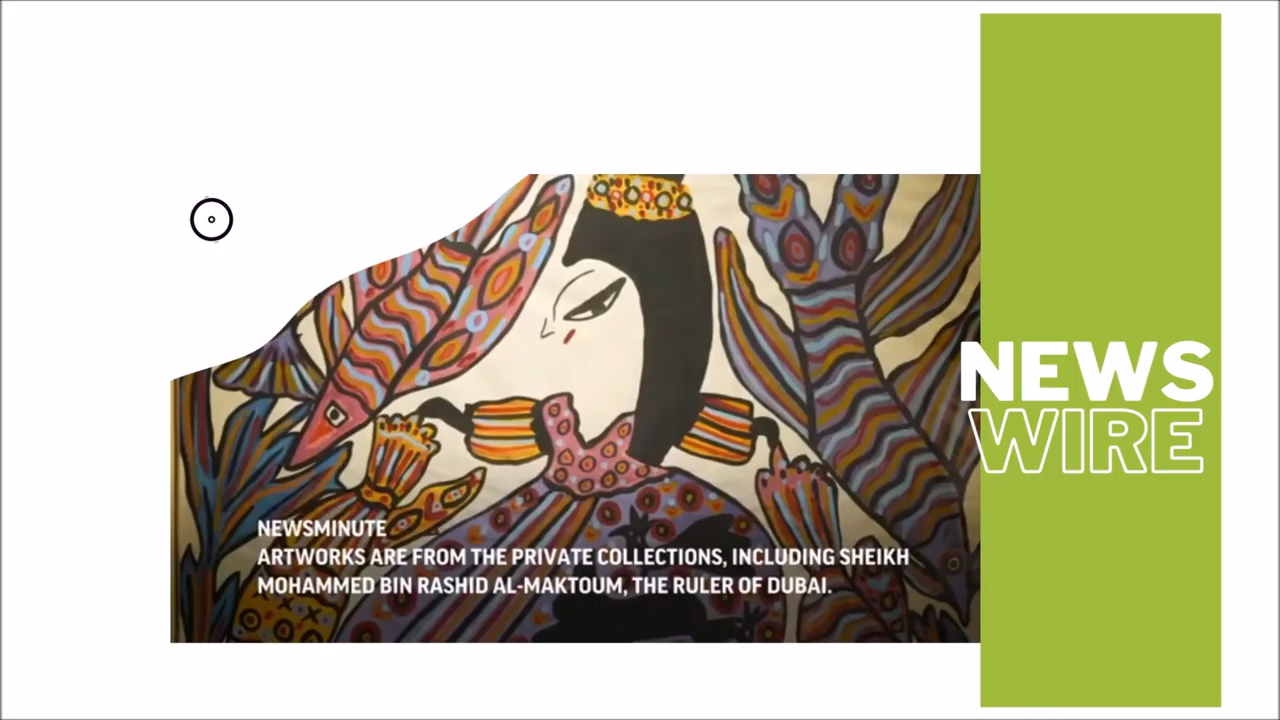 NEWS
WIRE
NEWSMINUTE
ARTWORKS ARE FROM THE PRIVATE COLLECTIONS, INCLUDING SHEIKH
MOHAMMED BIN RASHID AL-MAKTOUM, THE RULER OF DUBAI.